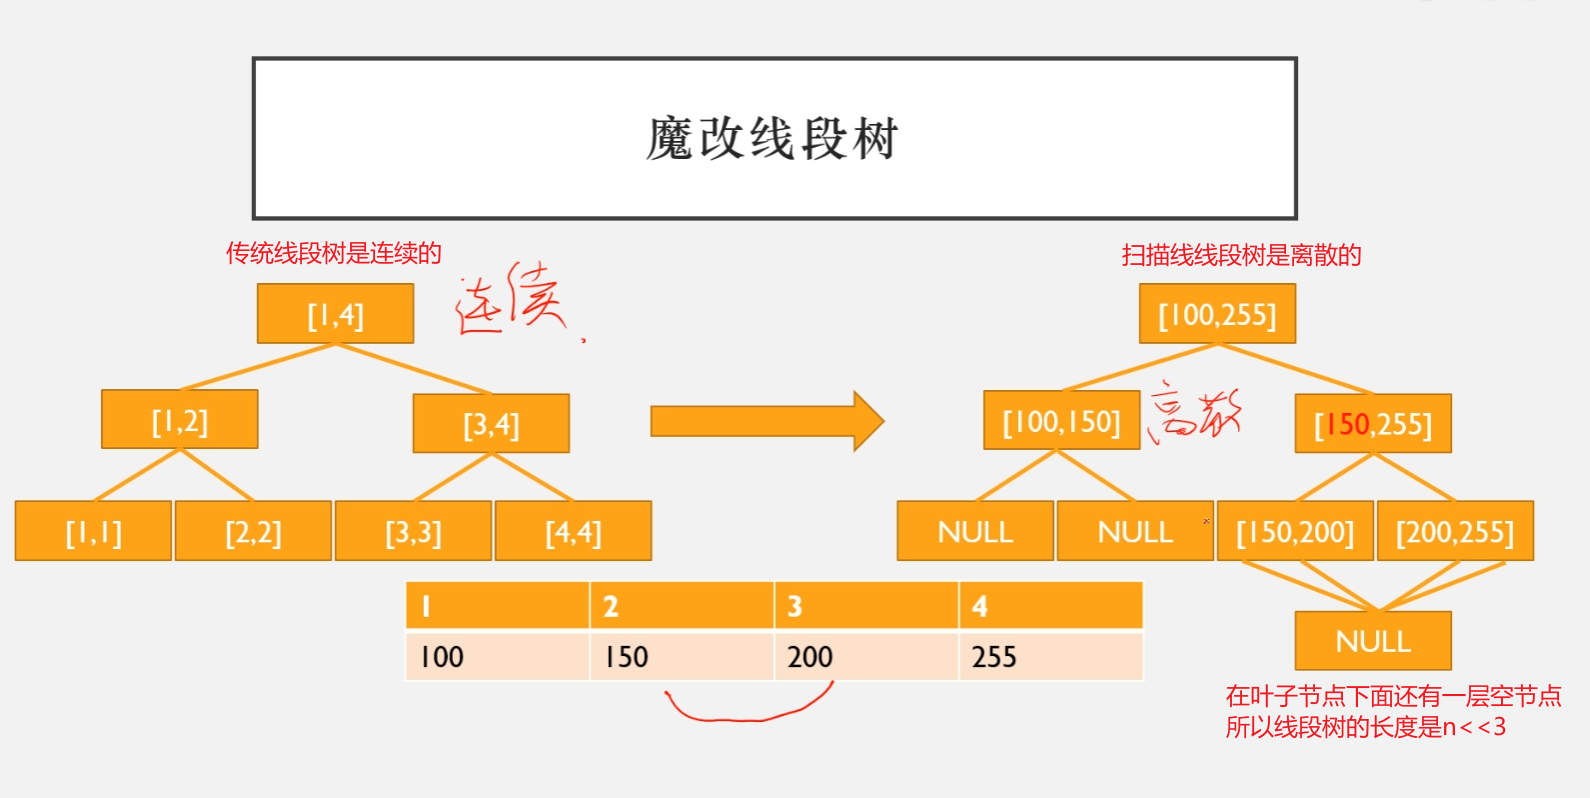 魔改线段树
传统线段树是连续的
扫描线线段树是离散的
[1,4]
连续
[100,255]
[1,2]
[3,4]
[100,150]
离散
[150,255]
[1,1]
[2,2]
[3,3]
[4,4]
NULL
NULL
[150,200]
[200,255]
1 2 3 4
100 150 200 255
NULL
在叶子节点下面还有一层空节点
所以线段树的长度是n<<3